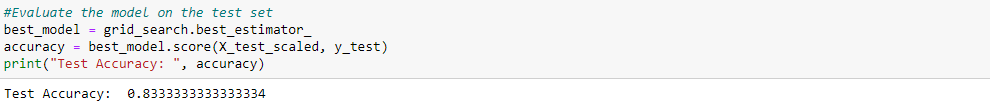 #Evaluate the model on the test set
best_model = grid_search.best_estimator_
accuracy = best_model.score(X_test_scaled, y_test)
print("Test Accuracy: ", accuracy)
Test Accuracy:  0.8333333333333334